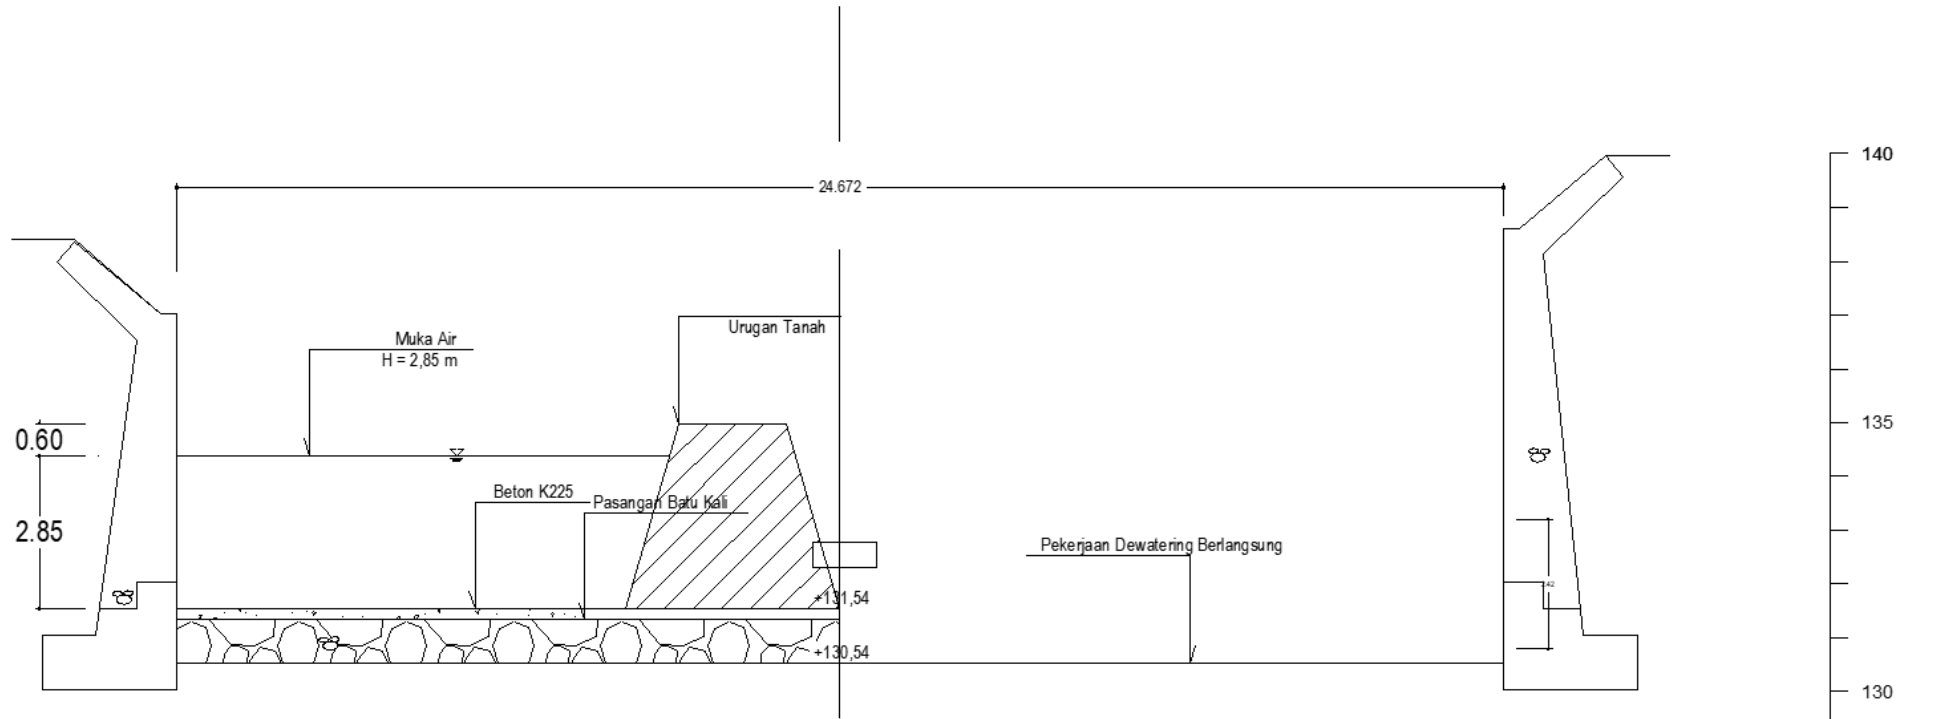 140
24.672
Urugan Tanah
Muka Air
H = 2,85 m
135
0.60
Beton K225
Pasangan Batu Kali
2.85
Pekerjaan Dewatering Berlangsung
+131,54
+130,54
130